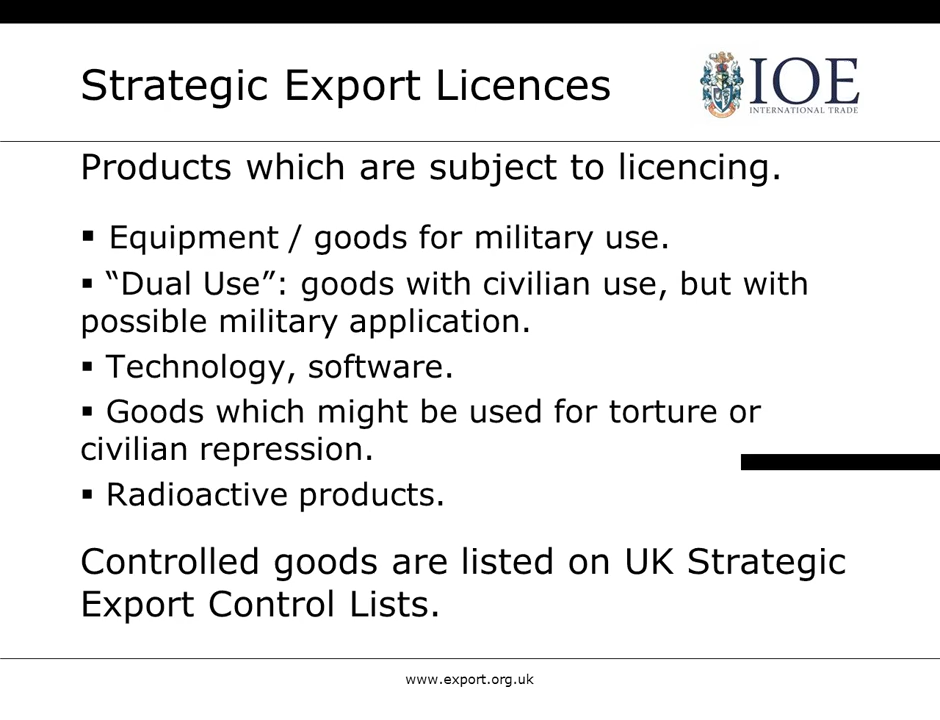 Strategic Export Licences
IOE
INTERNATIONAL TRADE
Products which are subject to licencing.
▪ Equipment / goods for military use.
▪ “Dual Use”: goods with civilian use, but with
possible military application.
▪ Technology, software.
▪ Goods which might be used for torture or
civilian repression.
▪ Radioactive products.
Controlled goods are listed on UK Strategic
Export Control Lists.
www.export.org.uk